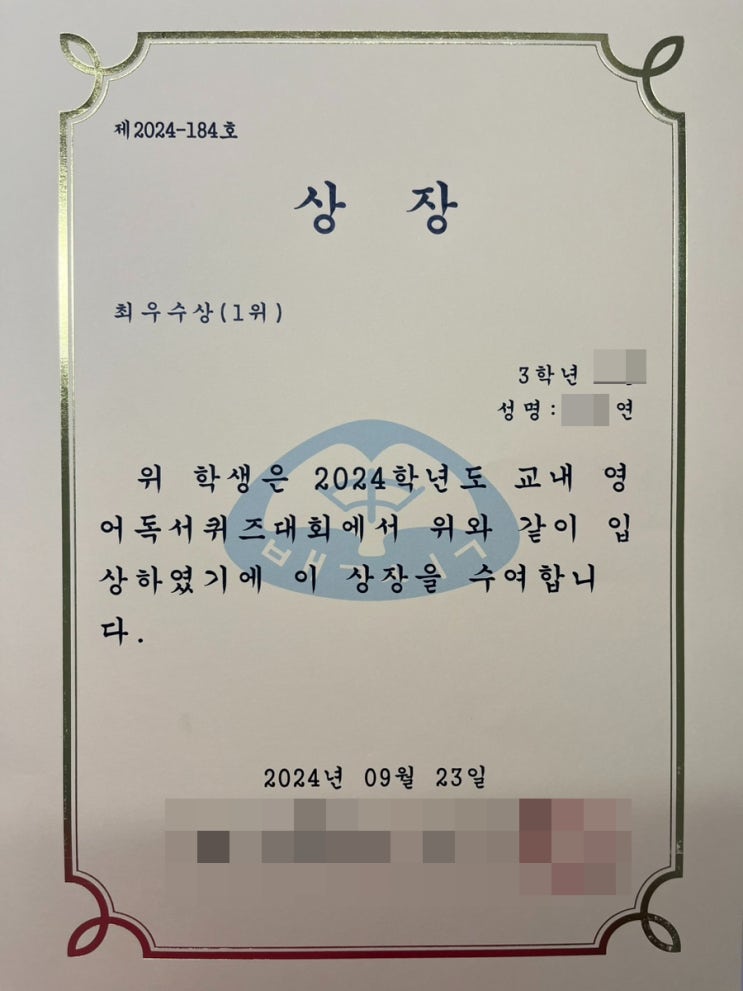 제2024-184호
상 장
최우수상(1위)
3학년
성명: 연
위 학생은 2024학년도 교내 영
어독서퀴즈대회에서 위와 같이 입
상하였기에 이 상장을 수여합니
다.
2024년 09월 23일